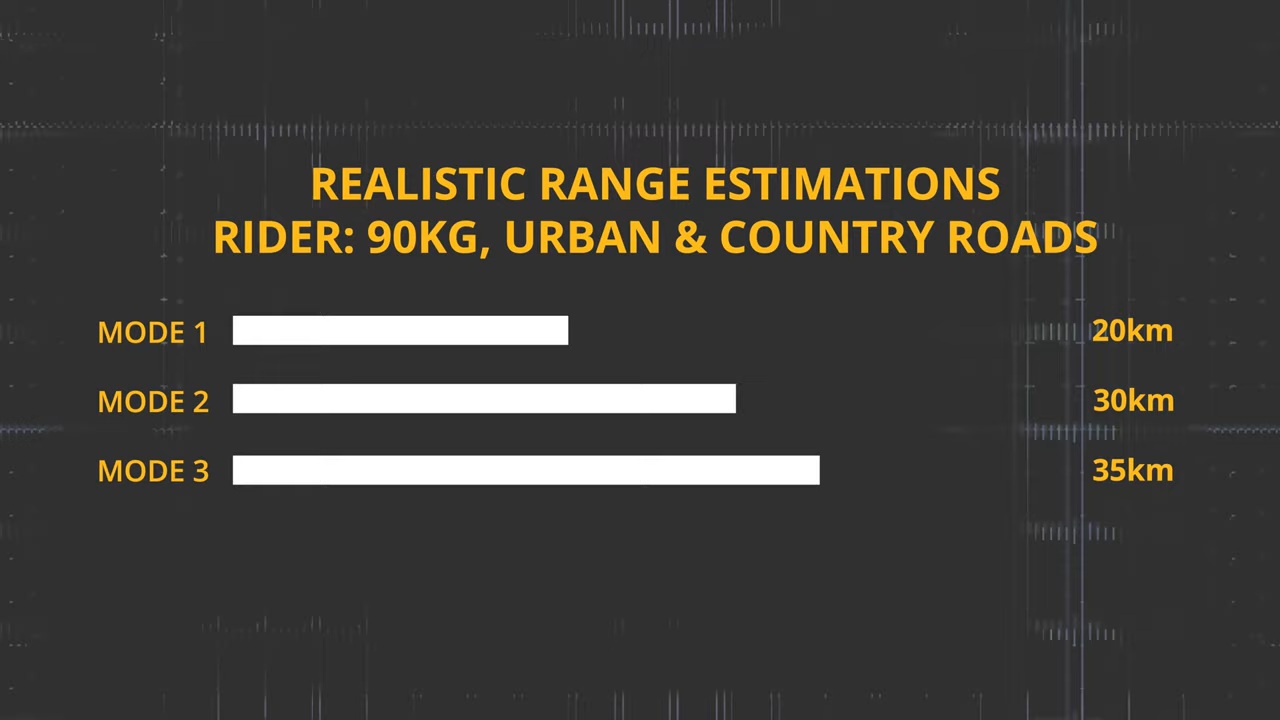 REALISTIC RANGE ESTIMATIONS
RIDER: 90KG, URBAN & COUNTRY ROADS
MODE 1 20km
MODE 2 30km
MODE 3 35km